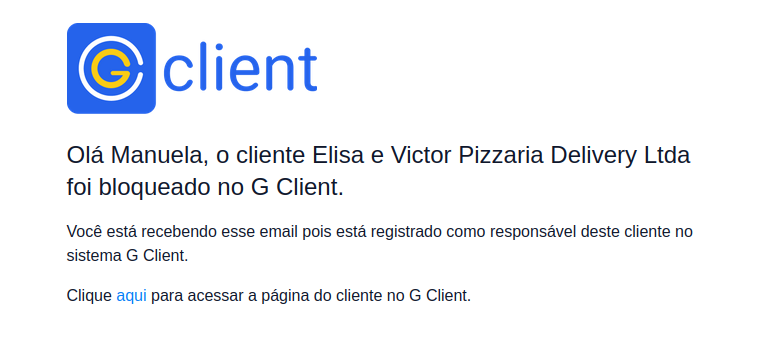 G client
Olá Manuela, o cliente Elisa e Victor Pizzaria Delivery Ltda
foi bloqueado no G Client.
Você está recebendo esse email pois está registrado como responsável deste cliente no
sistema G Client.
Clique aqui para acessar a página do cliente no G Client.